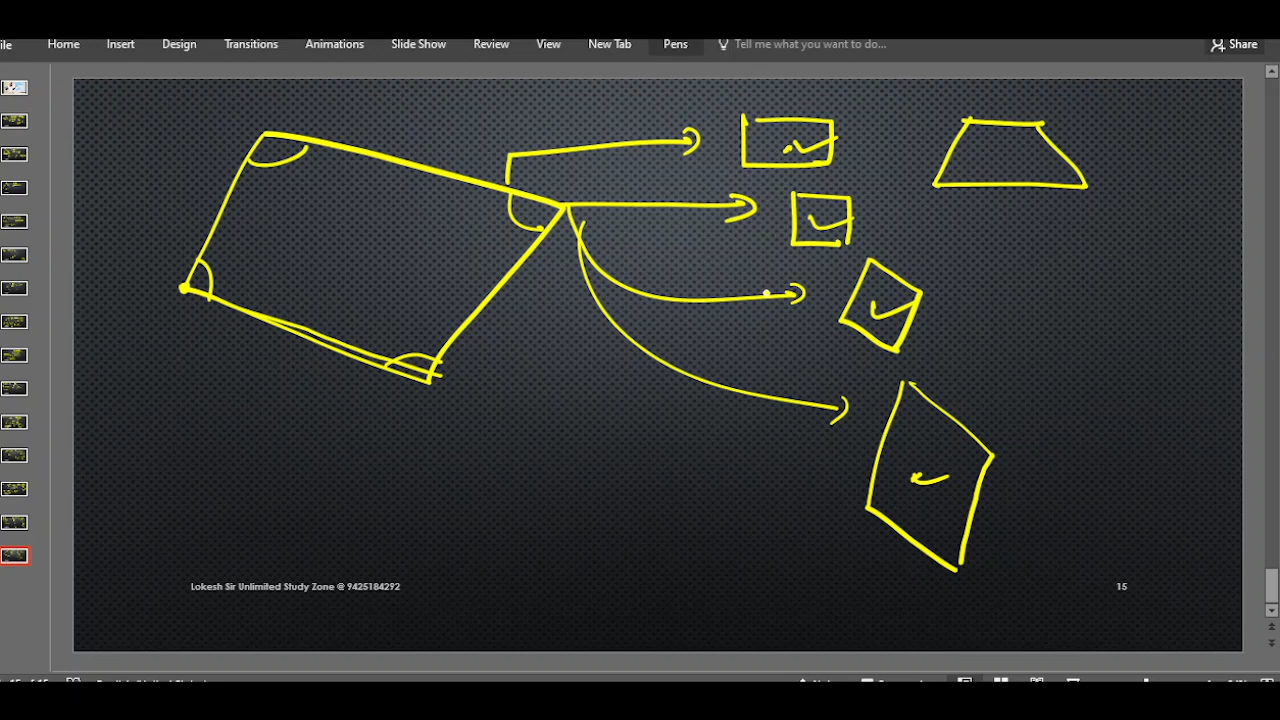 Home Insert Design Transitions Animations Slide Show Review View New Tab Pens Tell me what you want to do... Share
Lokesh Sir Unlimited Study Zone @ 9425184292 15